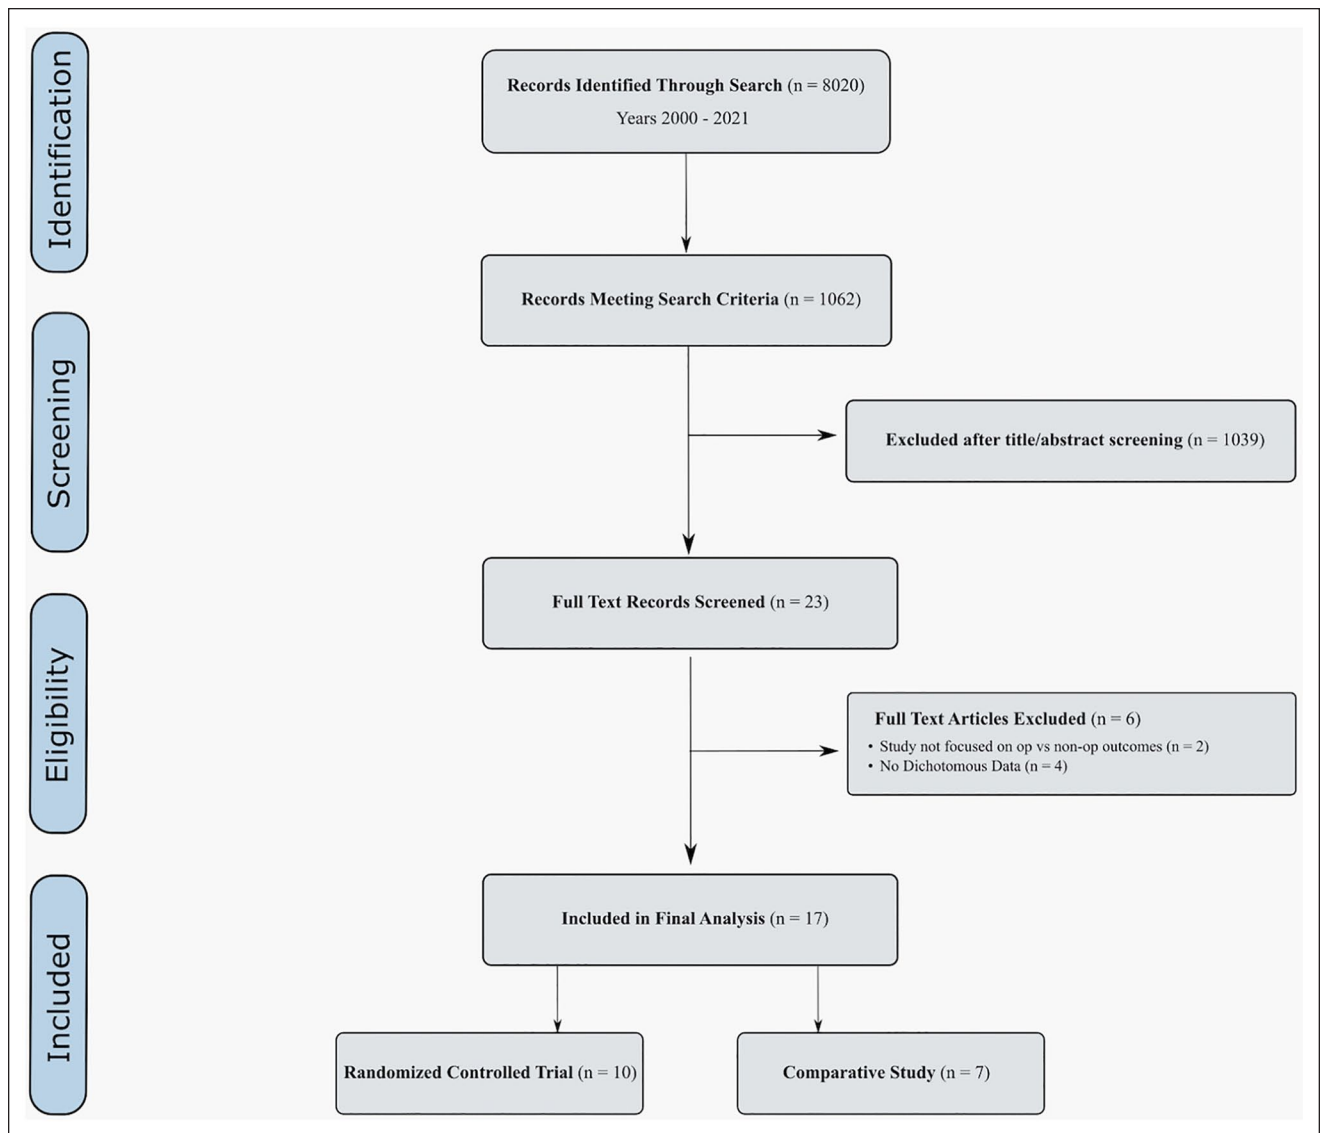 Identification
Records Identified Through Search (n = 8020)
Years 2000 - 2021
Records Meeting Search Criteria (n = 1062)
Screening
Excluded after title/abstract screening (n = 1039)
Full Text Records Screened (n = 23)
Eligibility
Full Text Articles Excluded (n = 6)
• Study not focused on op vs non-op outcomes (n = 2)
• No Dichotomous Data (n = 4)
Included
Included in Final Analysis (n = 17)
Randomized Controlled Trial (n = 10)
Comparative Study (n = 7)